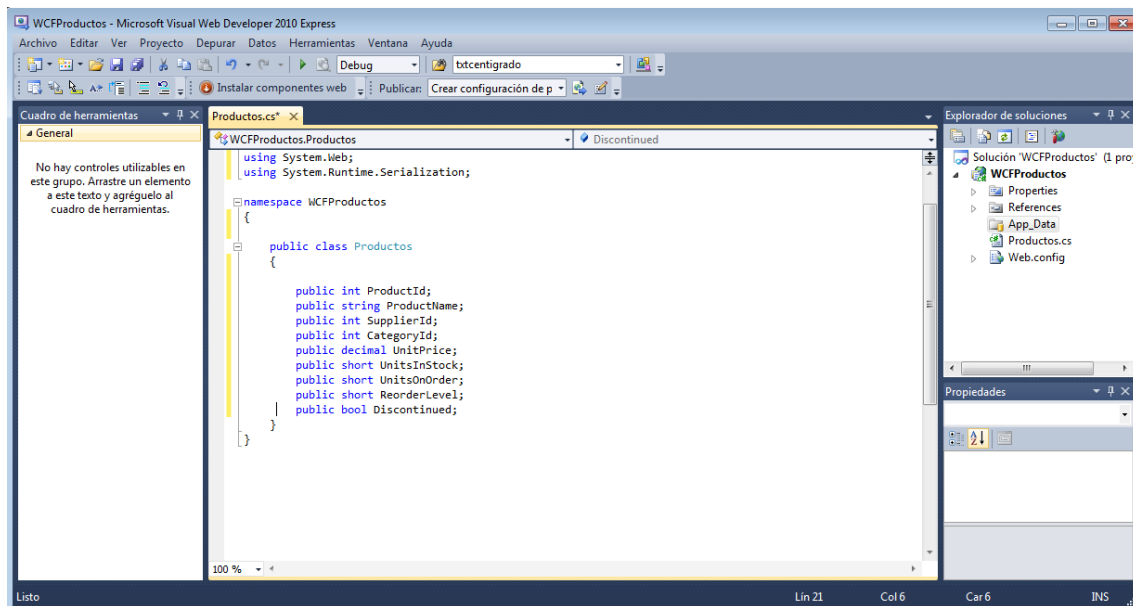 WCFProductos - Microsoft Visual Web Developer 2010 Express
Archivo Editar Ver Proyecto Depurar Datos Herramientas Ventana Ayuda
Debug txtcentigrado
Instalar componentes web Publicar: Crear configuración de p
Cuadro de herramientas
General
No hay controles utilizables en
este grupo. Arrastre un elemento
a este texto y agréguelo al
cuadro de herramientas.
Productos.cs*
WCFProductos.Productos Discontinued
using System.Web;
using System.Runtime.Serialization;
namespace WCFProductos
{
public class Productos
{
public int ProductId;
public string ProductName;
public int SupplierId;
public int CategoryId;
public decimal UnitPrice;
public short UnitsInStock;
public short UnitsOnOrder;
public short ReorderLevel;
public bool Discontinued;
}
}
100 %
Explorador de soluciones
Solución 'WCFProductos' (1 pro
WCFProductos
Properties
References
App_Data
Productos.cs
Web.config
Propiedades
Listo Lín 21 Col 6 Car 6 INS